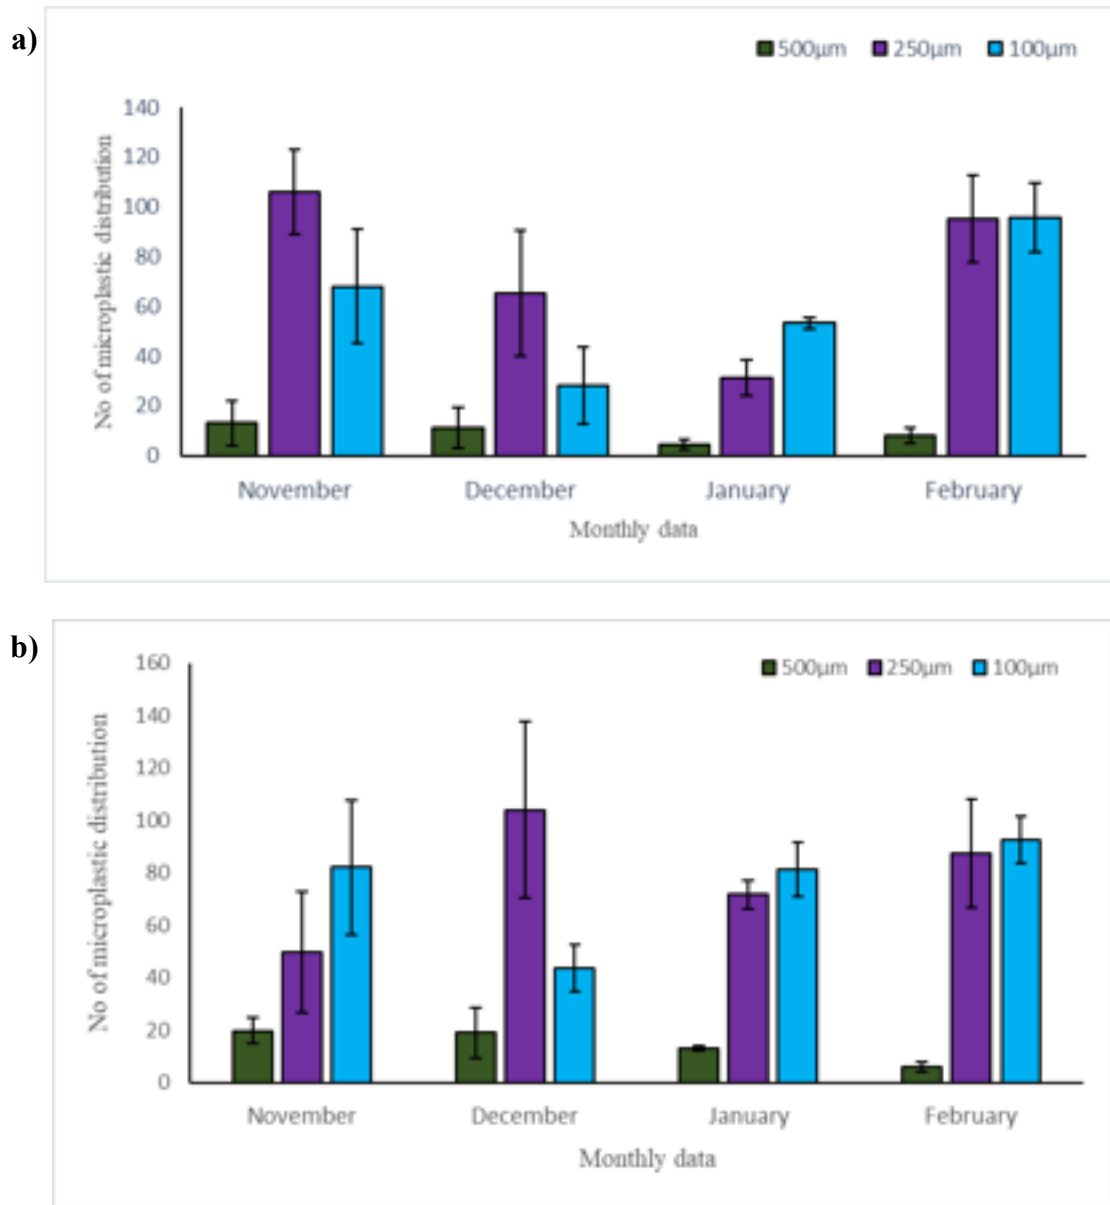 a)
500µm 250µm 100µm
No of microplastic distribution
140
120
100
80
60
40
20
0
November December January February
Monthly data
b)
500µm 250µm 100µm
No of microplastic distribution
160
140
120
100
80
60
40
20
0
November December January February
Monthly data